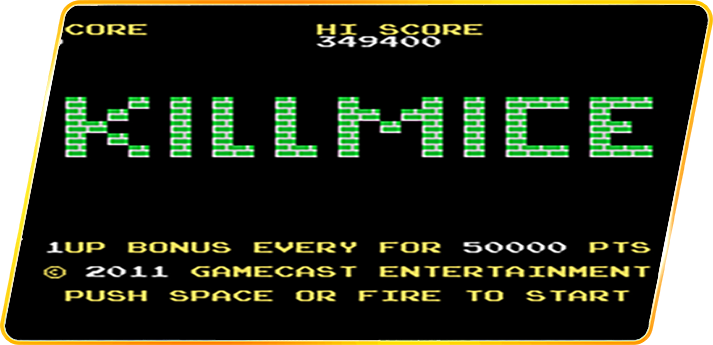 CORE HI SCORE
349400
KILLMICE
1UP BONUS EVERY FOR 50000 PTS
© 2011 GAMECAST ENTERTAINMENT
PUSH SPACE OR FIRE TO START